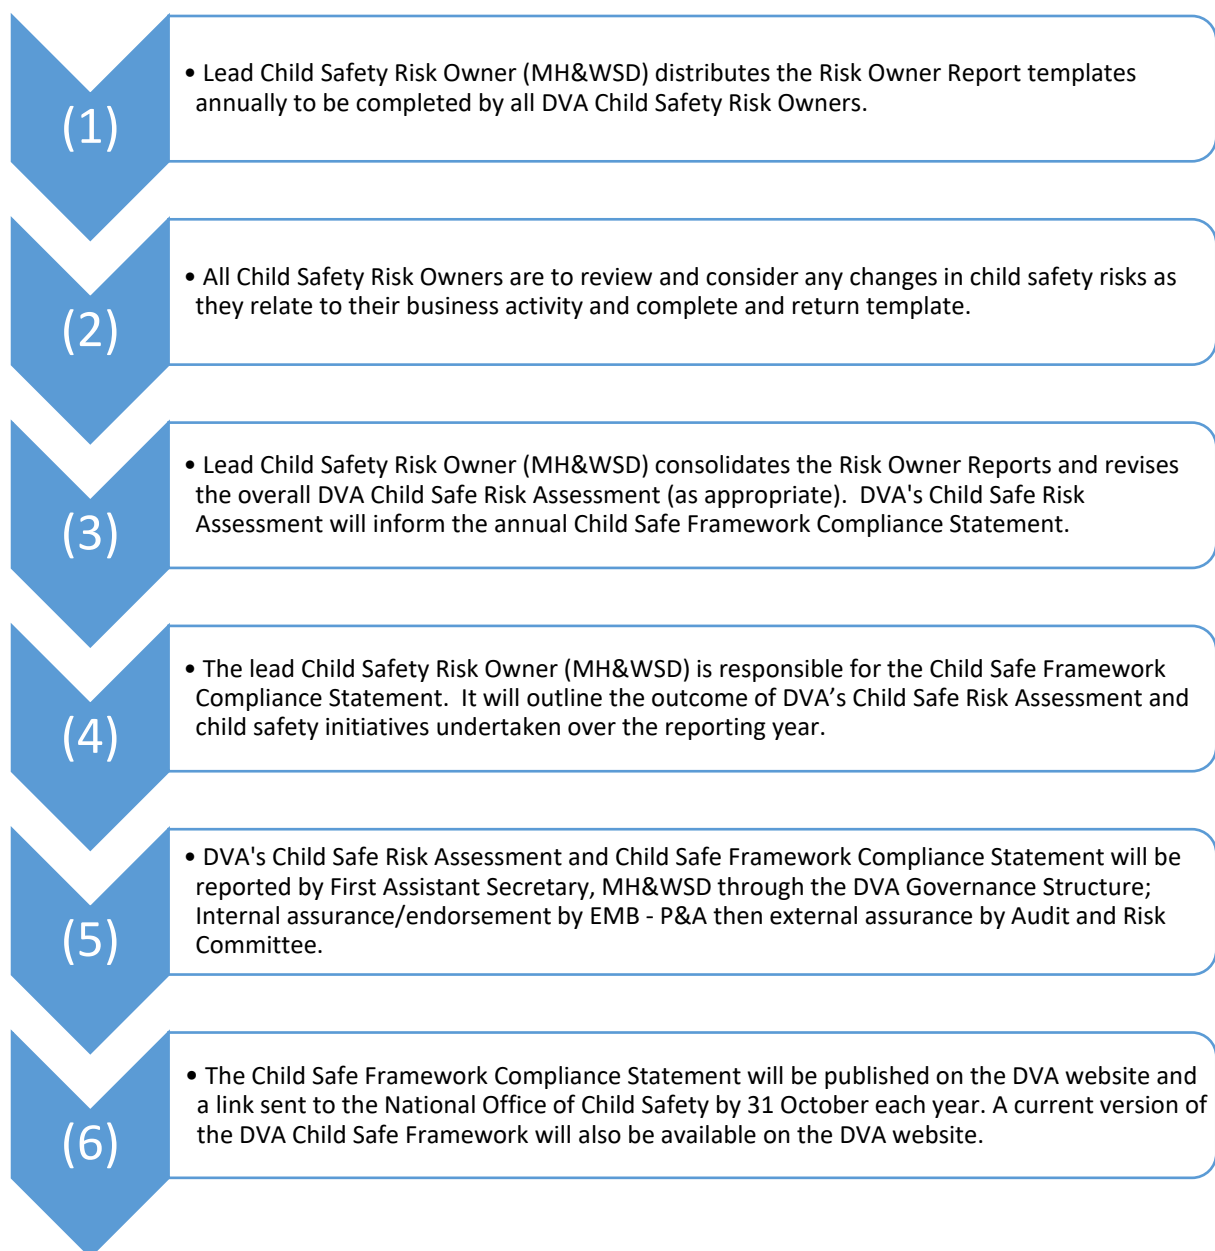 (1)
• Lead Child Safety Risk Owner (MH&WSD) distributes the Risk Owner Report templates
annually to be completed by all DVA Child Safety Risk Owners.
(2)
• All Child Safety Risk Owners are to review and consider any changes in child safety risks as
they relate to their business activity and complete and return template.
(3)
• Lead Child Safety Risk Owner (MH&WSD) consolidates the Risk Owner Reports and revises
the overall DVA Child Safe Risk Assessment (as appropriate).  DVA's Child Safe Risk
Assessment will inform the annual Child Safe Framework Compliance Statement.
(4)
• The lead Child Safety Risk Owner (MH&WSD) is responsible for the Child Safe Framework
Compliance Statement.  It will outline the outcome of DVA’s Child Safe Risk Assessment and
child safety initiatives undertaken over the reporting year.
(5)
• DVA's Child Safe Risk Assessment and Child Safe Framework Compliance Statement will be
reported by First Assistant Secretary, MH&WSD through the DVA Governance Structure;
Internal assurance/endorsement by EMB - P&A then external assurance by Audit and Risk
Committee.
(6)
• The Child Safe Framework Compliance Statement will be published on the DVA website and
a link sent to the National Office of Child Safety by 31 October each year. A current version of
the DVA Child Safe Framework will also be available on the DVA website.